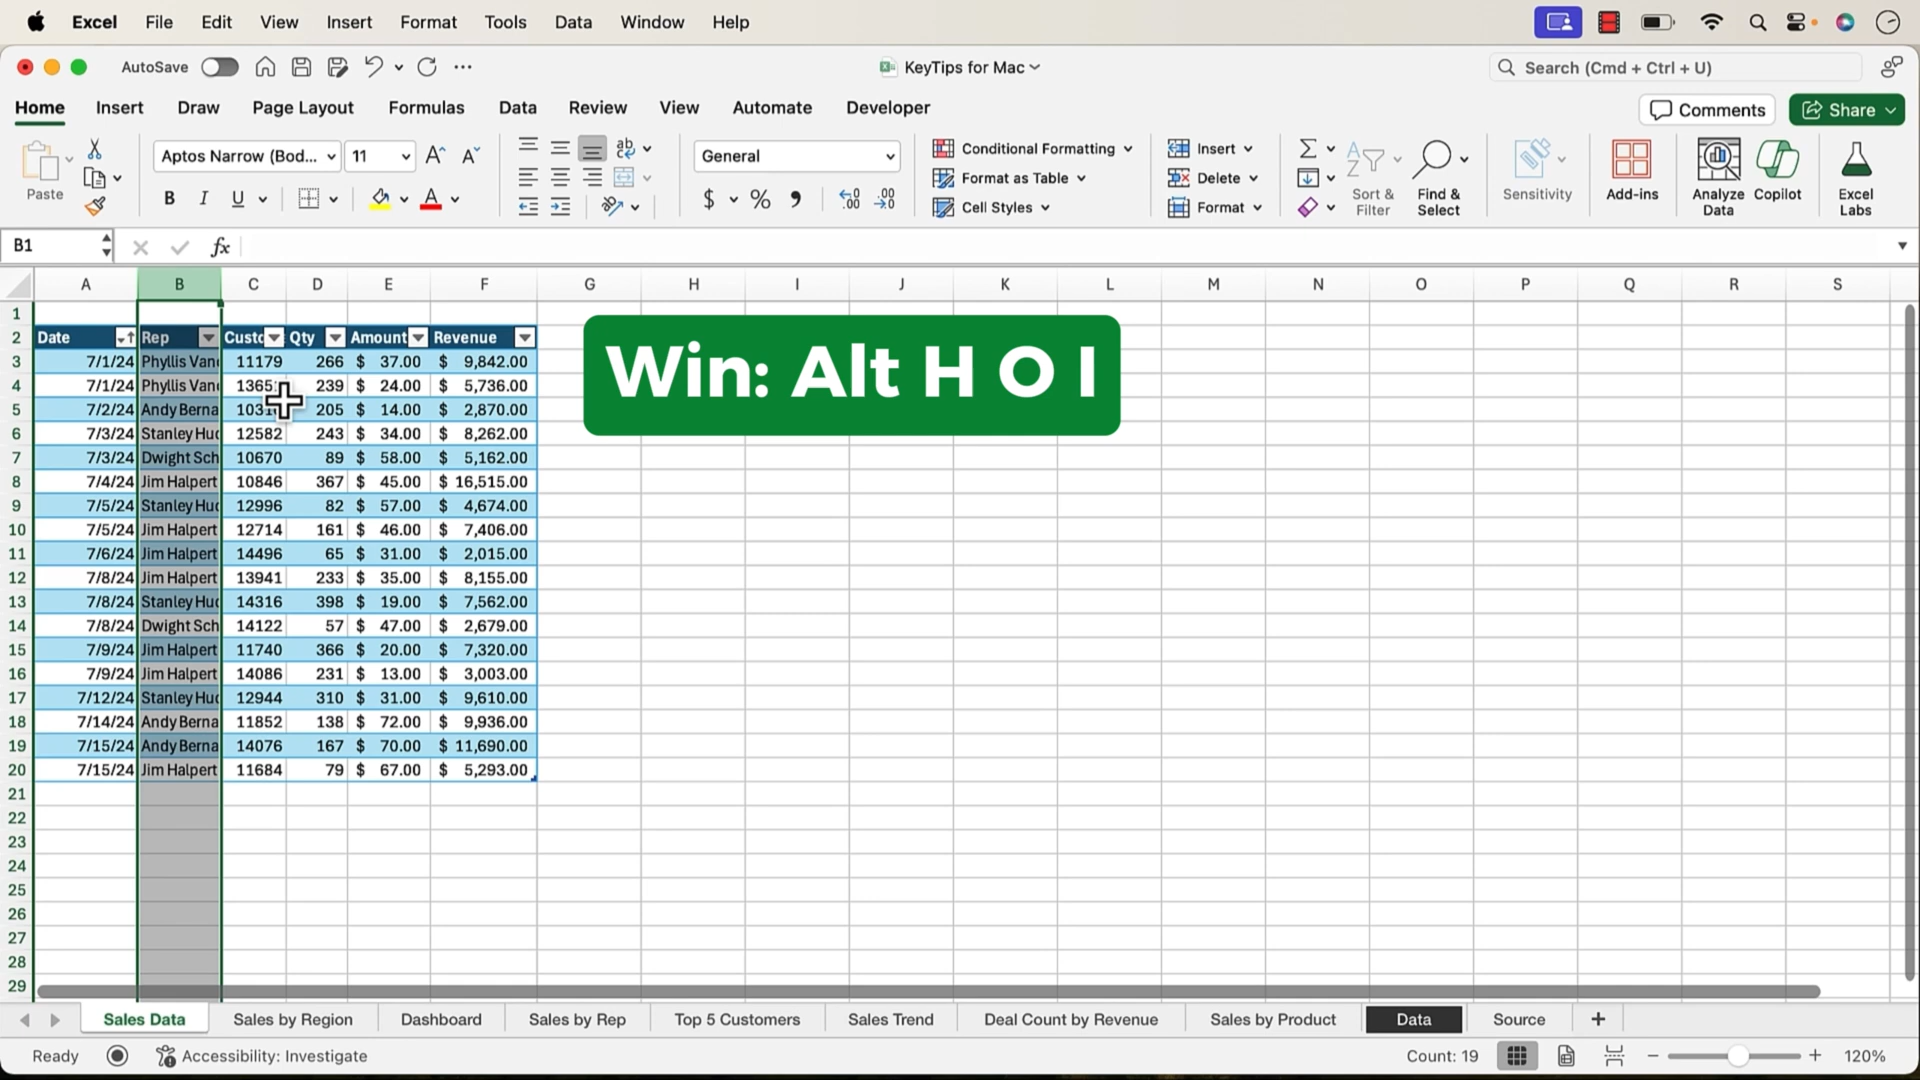 Excel File Edit View Insert Format Tools Data Window Help
AutoSave
KeyTips for Mac
Search (Cmd + Ctrl + U)
Home Insert Draw Page Layout Formulas Data Review View Automate Developer
Comments
Share
Paste
Aptos Narrow (Bod...
11
B I U
General
$ %
Conditional Formatting
Format as Table
Cell Styles
Insert
Delete
Format
Sort & Filter
Find & Select
Sensitivity
Add-ins
Analyze Data
Copilot
Excel Labs
B1
fx
A B C D E F G H I J K L M N O P Q R S
1
2 Date Rep Custo Qty Amount Revenue
3 7/1/24 Phyllis Van 11179 266 $ 37.00 $ 9,842.00
4 7/1/24 Phyllis Van 1365 239 $ 24.00 $ 5,736.00
5 7/2/24 Andy Berna 103 205 $ 14.00 $ 2,870.00
6 7/3/24 Stanley Hu 12582 243 $ 34.00 $ 8,262.00
7 7/3/24 Dwight Sch 10670 89 $ 58.00 $ 5,162.00
8 7/4/24 Jim Halpert 10846 367 $ 45.00 $ 16,515.00
9 7/5/24 Stanley Hu 12996 82 $ 57.00 $ 4,674.00
10 7/5/24 Jim Halpert 12714 161 $ 46.00 $ 7,406.00
11 7/6/24 Jim Halpert 14496 65 $ 31.00 $ 2,015.00
12 7/8/24 Jim Halpert 13941 233 $ 35.00 $ 8,155.00
13 7/8/24 Stanley Hu 14316 398 $ 19.00 $ 7,562.00
14 7/8/24 Dwight Sch 14122 57 $ 47.00 $ 2,679.00
15 7/9/24 Jim Halpert 11740 366 $ 20.00 $ 7,320.00
16 7/9/24 Jim Halpert 14086 231 $ 13.00 $ 3,003.00
17 7/12/24 Stanley Hu 12944 310 $ 31.00 $ 9,610.00
18 7/14/24 Andy Berna 11852 138 $ 72.00 $ 9,936.00
19 7/15/24 Andy Berna 14076 167 $ 70.00 $ 11,690.00
20 7/15/24 Jim Halpert 11684 79 $ 67.00 $ 5,293.00
21
22
23
24
25
26
27
28
29
Win: Alt H O I
Sales Data Sales by Region Dashboard Sales by Rep Top 5 Customers Sales Trend Deal Count by Revenue Sales by Product Data Source +
Ready Accessibility: Investigate Count: 19 120%